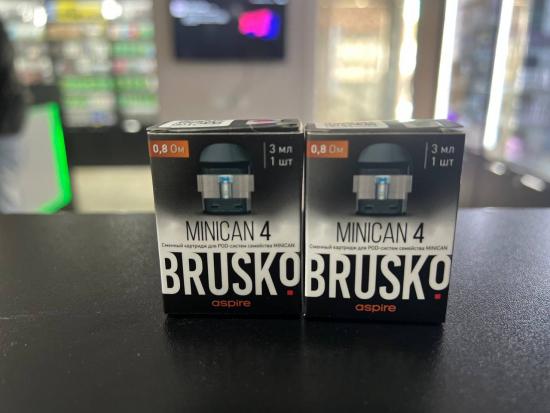 0,8 Ом
3 мл
1 шт
MINICAN 4
Сменный картридж для POD-систем семейства MINICAN
BRUSKO
aspire
0,8 Ом
3 мл
1 шт
MINICAN 4
Сменный картридж для POD-систем семейства MINICAN
BRUSKO
aspire